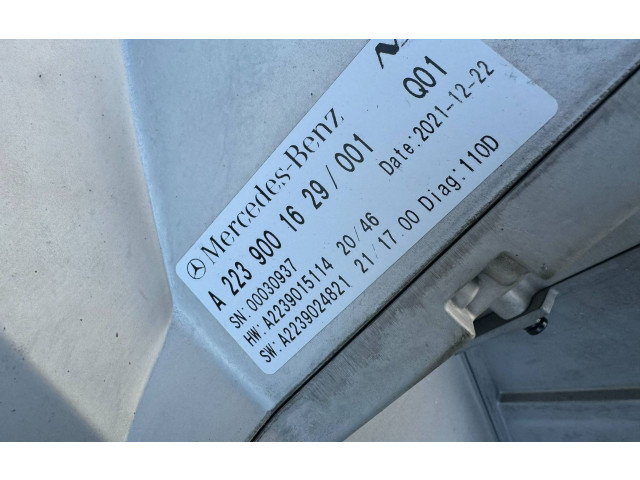 Mercedes-Benz
A 223 900 16 29/001 Q01
SN: 00030937 Date: 2021-12-22
HW: A2239015114 20/46
SW: A2239024821 21/17.00 Diag: 110D